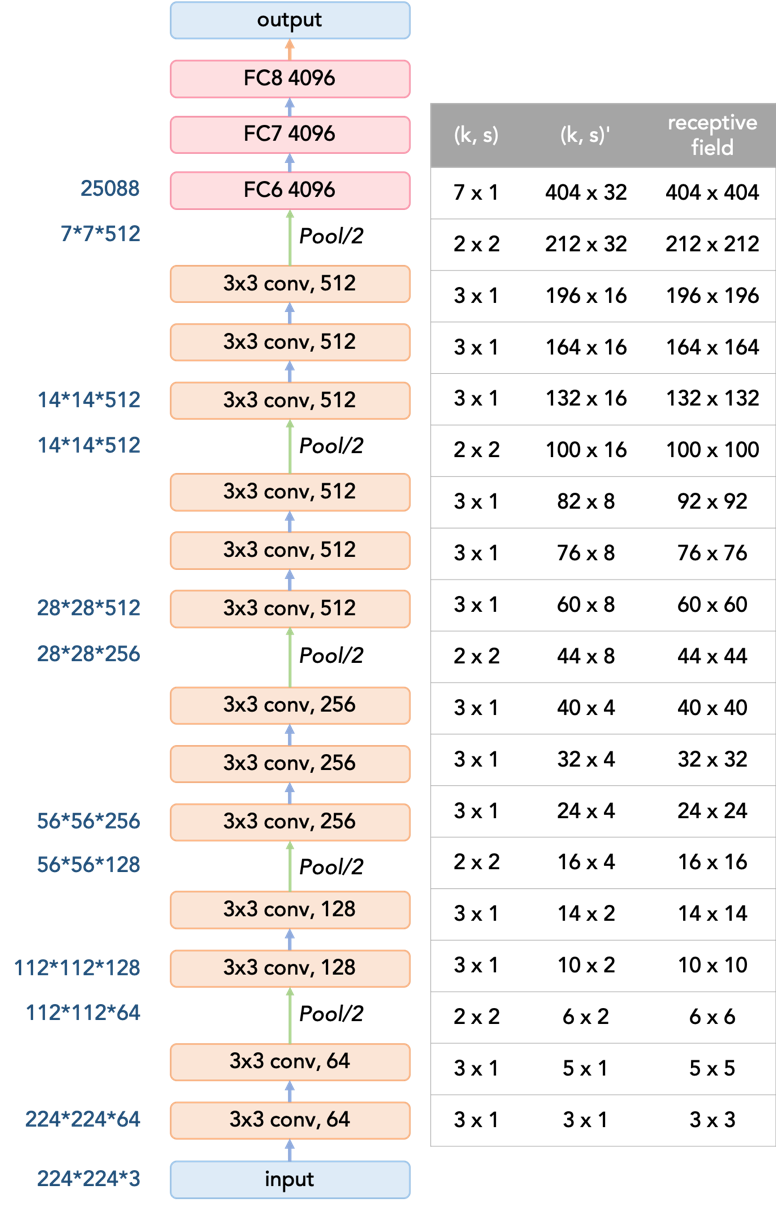 output
FC8 4096
FC7 4096
25088 FC6 4096
7*7*512 Pool/2
3x3 conv, 512
3x3 conv, 512
14*14*512 3x3 conv, 512
14*14*512 Pool/2
3x3 conv, 512
3x3 conv, 512
28*28*512 3x3 conv, 512
28*28*256 Pool/2
3x3 conv, 256
3x3 conv, 256
56*56*256 3x3 conv, 256
56*56*128 Pool/2
3x3 conv, 128
112*112*128 3x3 conv, 128
112*112*64 Pool/2
3x3 conv, 64
224*224*64 3x3 conv, 64
224*224*3 input
(k, s) (k, s)' receptive field
7 x 1 404 x 32 404 x 404
2 x 2 212 x 32 212 x 212
3 x 1 196 x 16 196 x 196
3 x 1 164 x 16 164 x 164
3 x 1 132 x 16 132 x 132
2 x 2 100 x 16 100 x 100
3 x 1 82 x 8 92 x 92
3 x 1 76 x 8 76 x 76
3 x 1 60 x 8 60 x 60
2 x 2 44 x 8 44 x 44
3 x 1 40 x 4 40 x 40
3 x 1 32 x 4 32 x 32
3 x 1 24 x 4 24 x 24
2 x 2 16 x 4 16 x 16
3 x 1 14 x 2 14 x 14
3 x 1 10 x 2 10 x 10
2 x 2 6 x 2 6 x 6
3 x 1 5 x 1 5 x 5
3 x 1 3 x 1 3 x 3